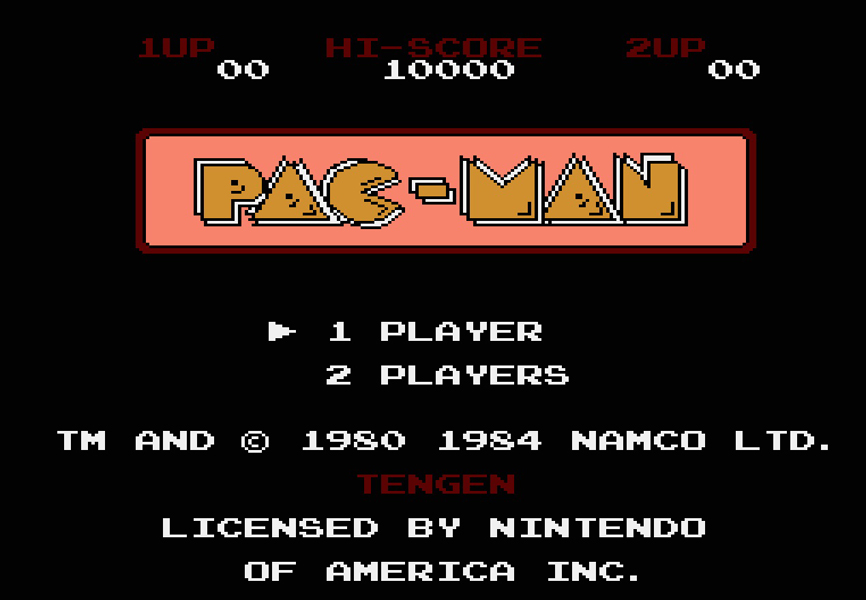 1UP HI-SCORE 2UP
00 10000 00
PAC-MAN
1 PLAYER
2 PLAYERS
TM AND © 1980 1984 NAMCO LTD.
TENGEN
LICENSED BY NINTENDO
OF AMERICA INC.